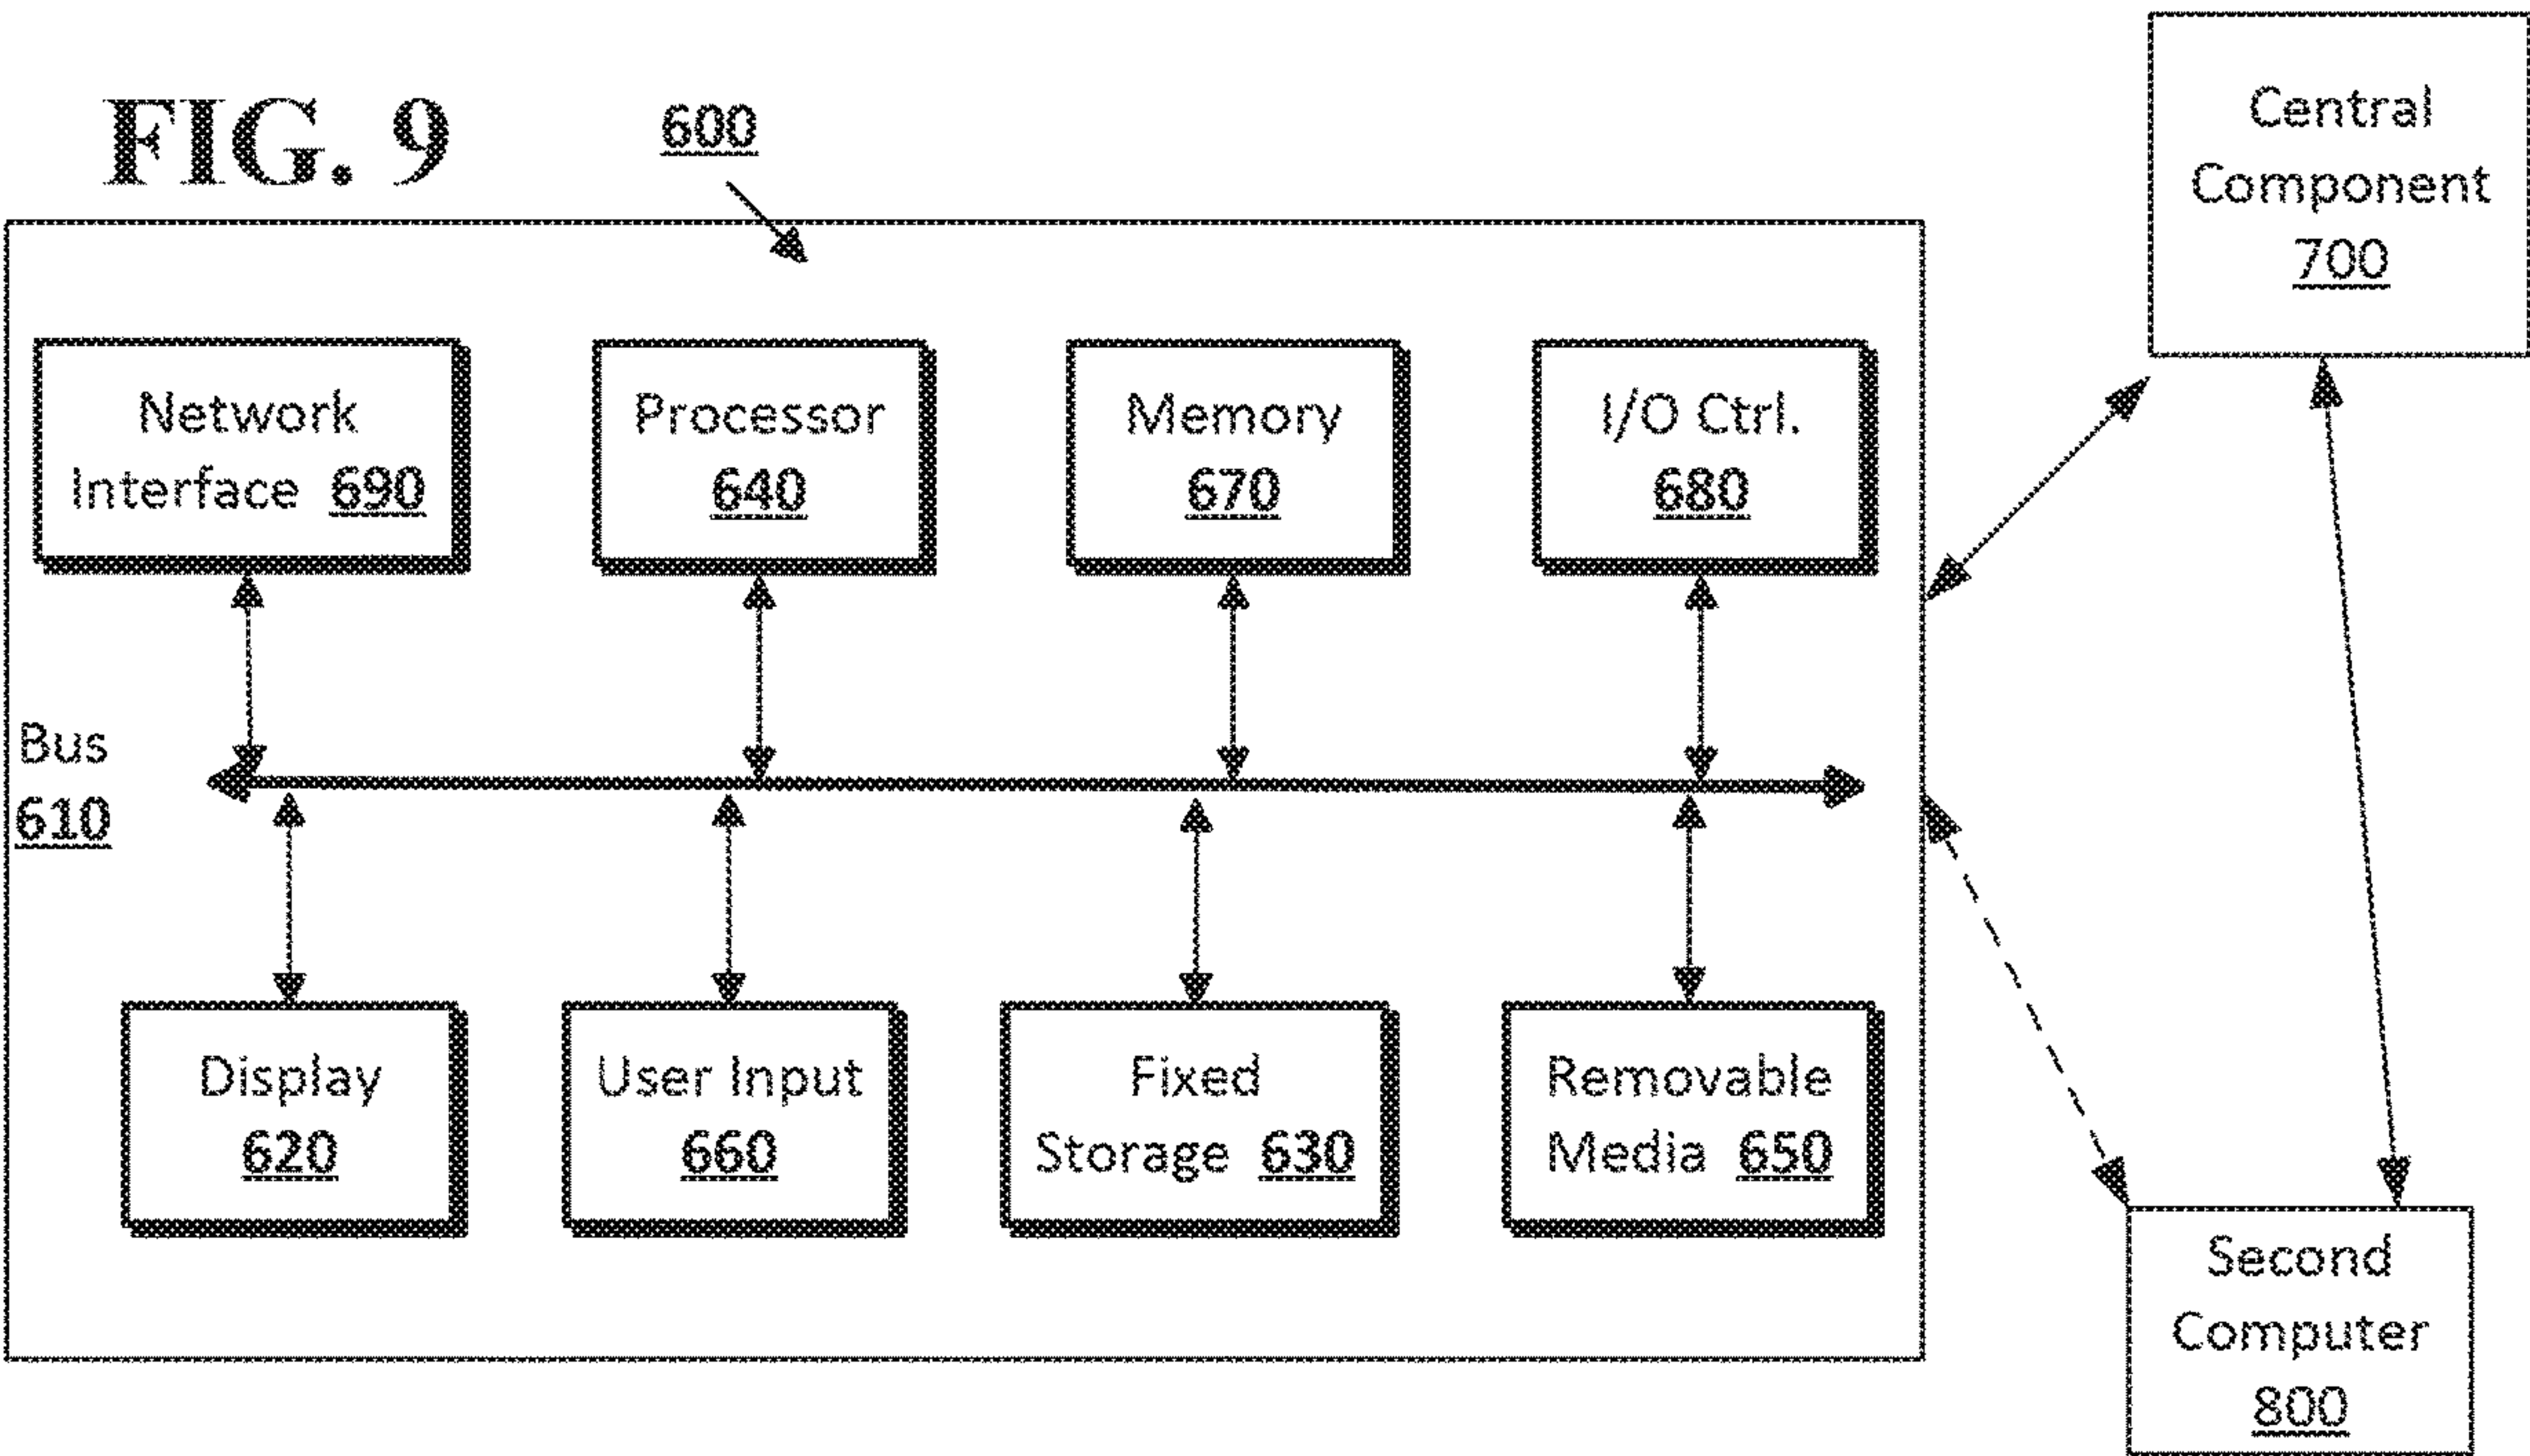 FIG. 9
600
Central
Component
700
Network
Interface 690
Processor
640
Memory
670
I/O Ctrl.
680
Bus
610
Display
620
User Input
660
Fixed
Storage 630
Removable
Media 650
Second
Computer
800